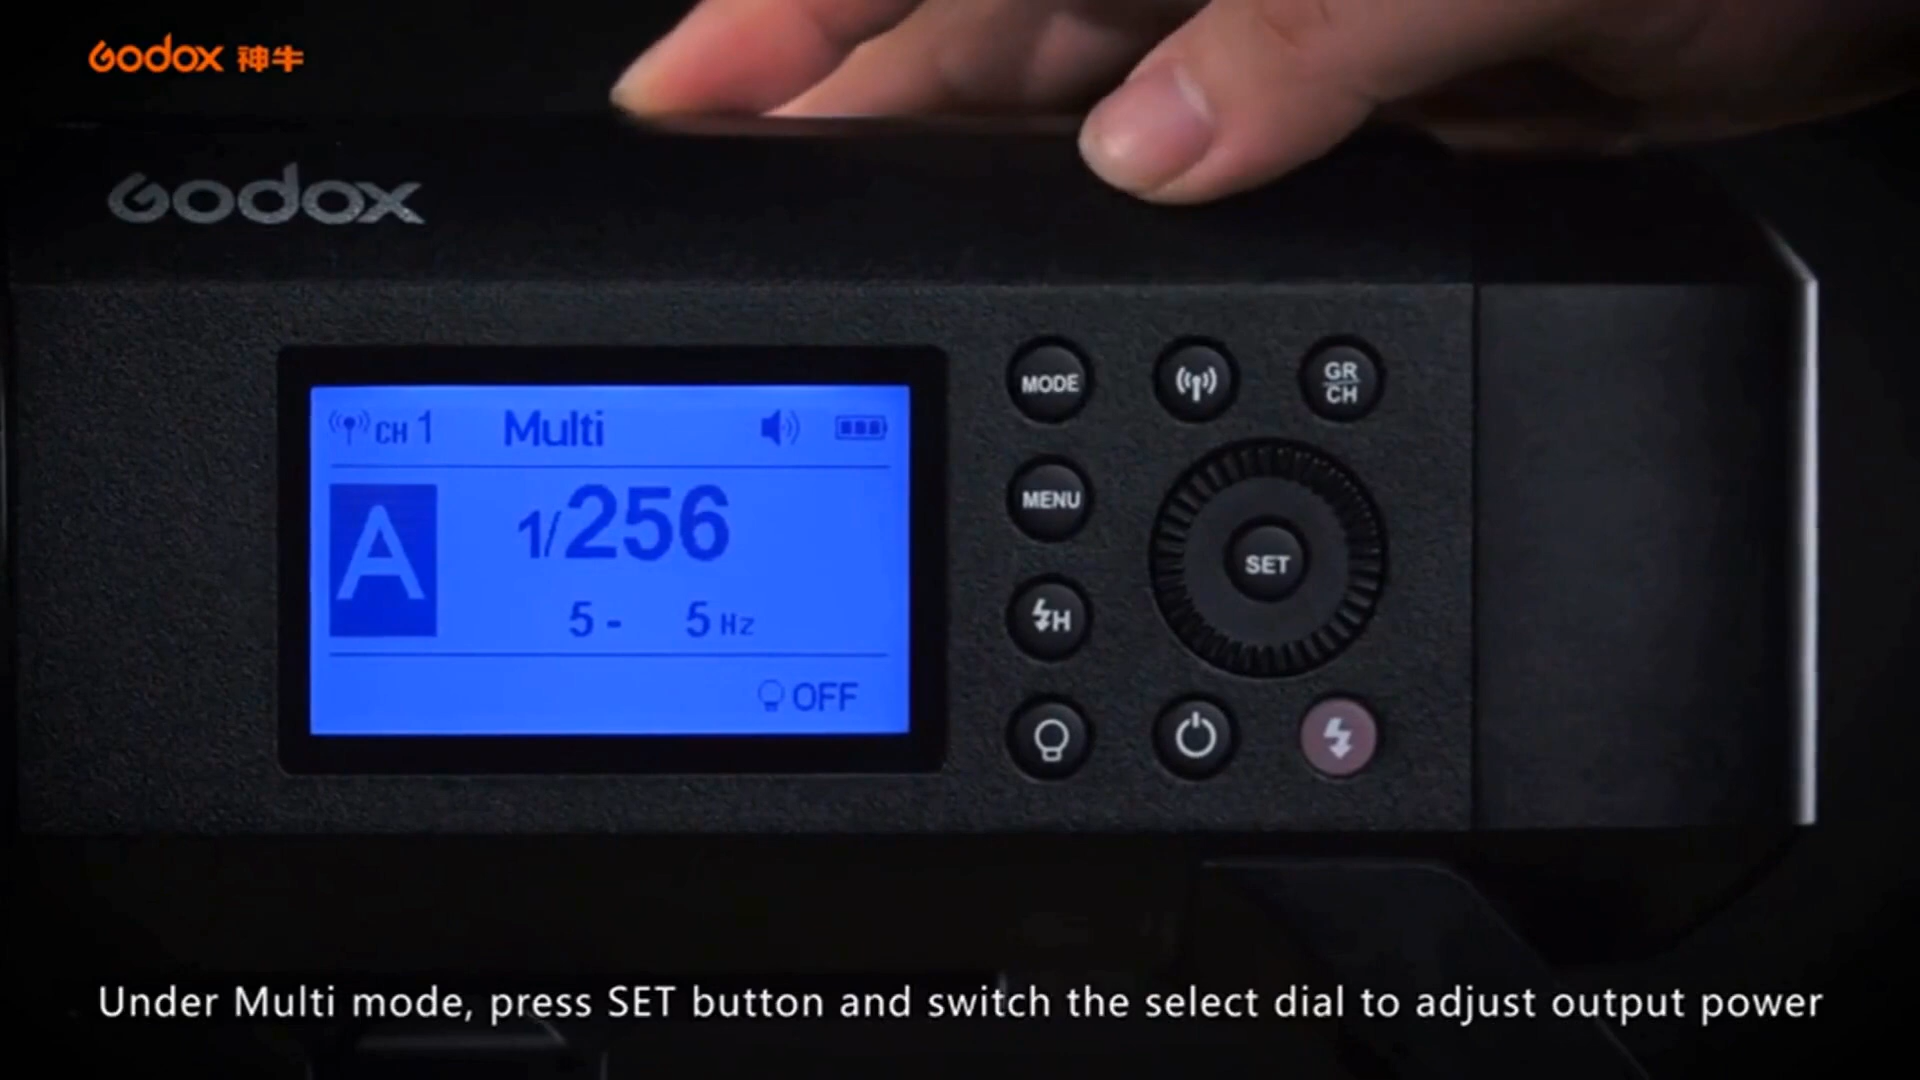 Godox 神牛
Godox
CH 1 Multi
A
1/256
5 - 5 Hz
OFF
MODE
GR
CH
MENU
SET
H
Under Multi mode, press SET button and switch the select dial to adjust output power